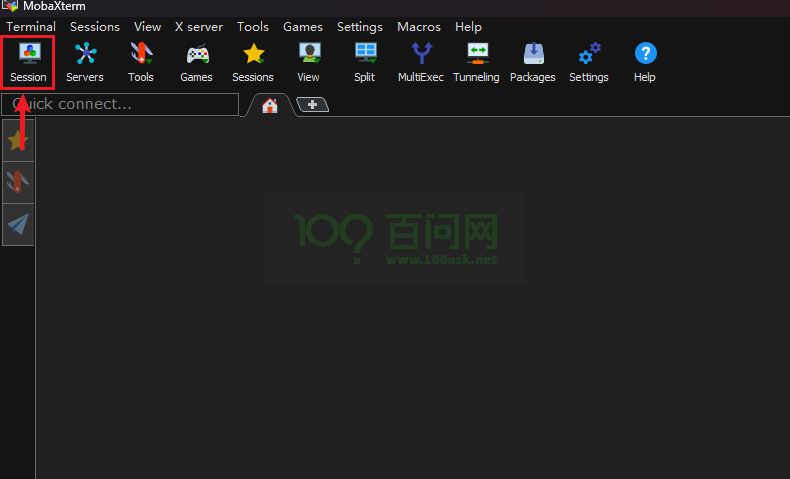 MobaXterm
Terminal Sessions View X server Tools Games Settings Macros Help
Session Servers Tools Games Sessions View Split MultiExec Tunneling Packages Settings Help
Quick connect...
100?
百问网
www.100ask.net